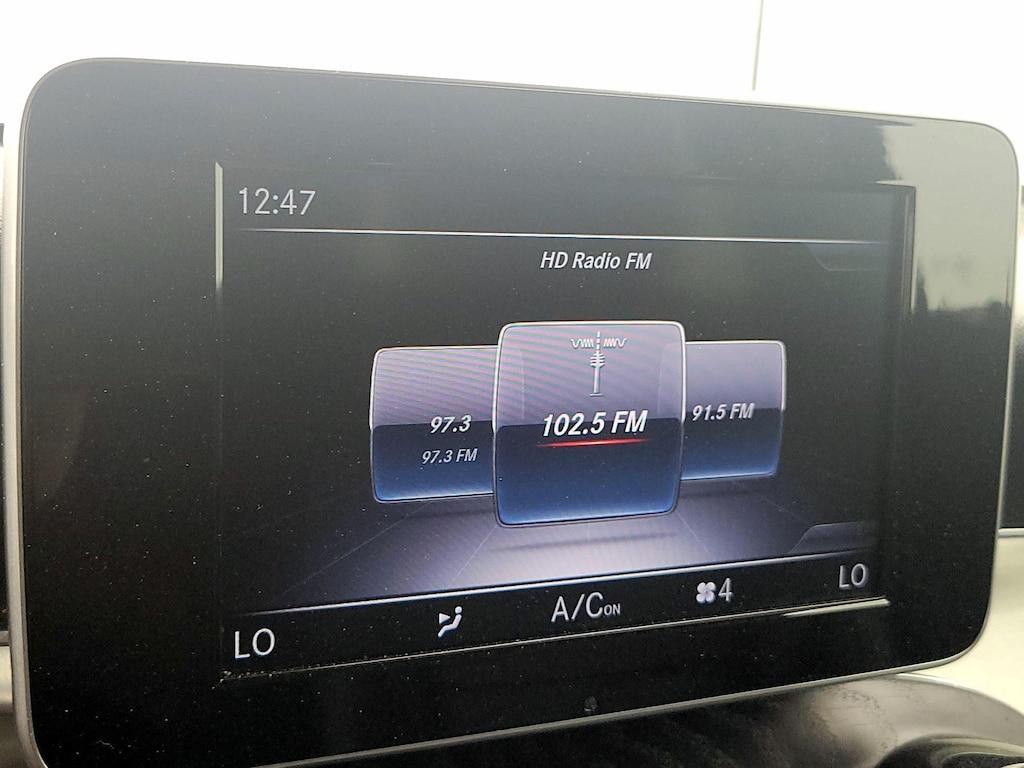 12:47
HD Radio FM
97.3
97.3 FM
102.5 FM
91.5 FM
LO
A/C ON
4
LO